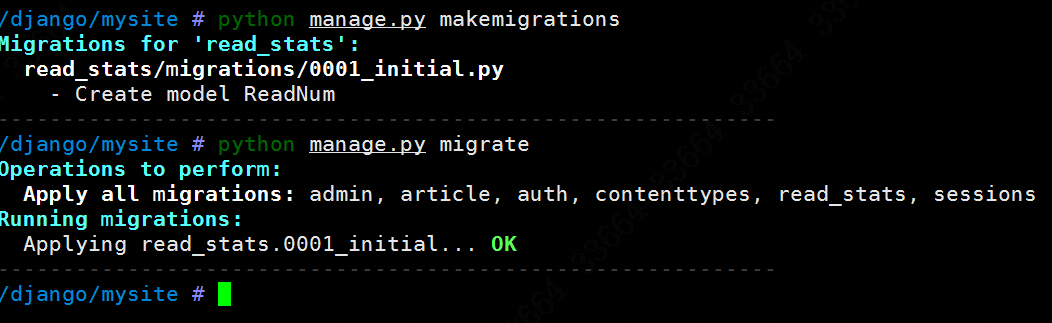 /django/mysite # python manage.py makemigrations
Migrations for 'read_stats':
  read_stats/migrations/0001_initial.py
    - Create model ReadNum
------------------------------------------------------------------
/django/mysite # python manage.py migrate
Operations to perform:
  Apply all migrations: admin, article, auth, contenttypes, read_stats, sessions
Running migrations:
  Applying read_stats.0001_initial... OK
------------------------------------------------------------------
/django/mysite #